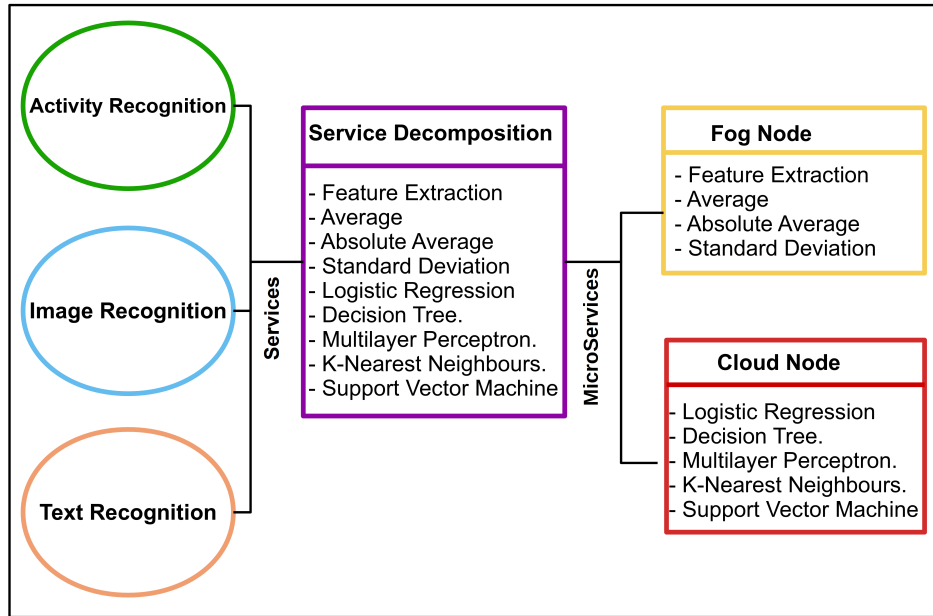 Activity Recognition
Image Recognition
Text Recognition
Services
Service Decomposition
- Feature Extraction
- Average
- Absolute Average
- Standard Deviation
- Logistic Regression
- Decision Tree.
- Multilayer Perceptron.
- K-Nearest Neighbours.
- Support Vector Machine
MicroServices
Fog Node
- Feature Extraction
- Average
- Absolute Average
- Standard Deviation
Cloud Node
- Logistic Regression
- Decision Tree.
- Multilayer Perceptron.
- K-Nearest Neighbours.
- Support Vector Machine